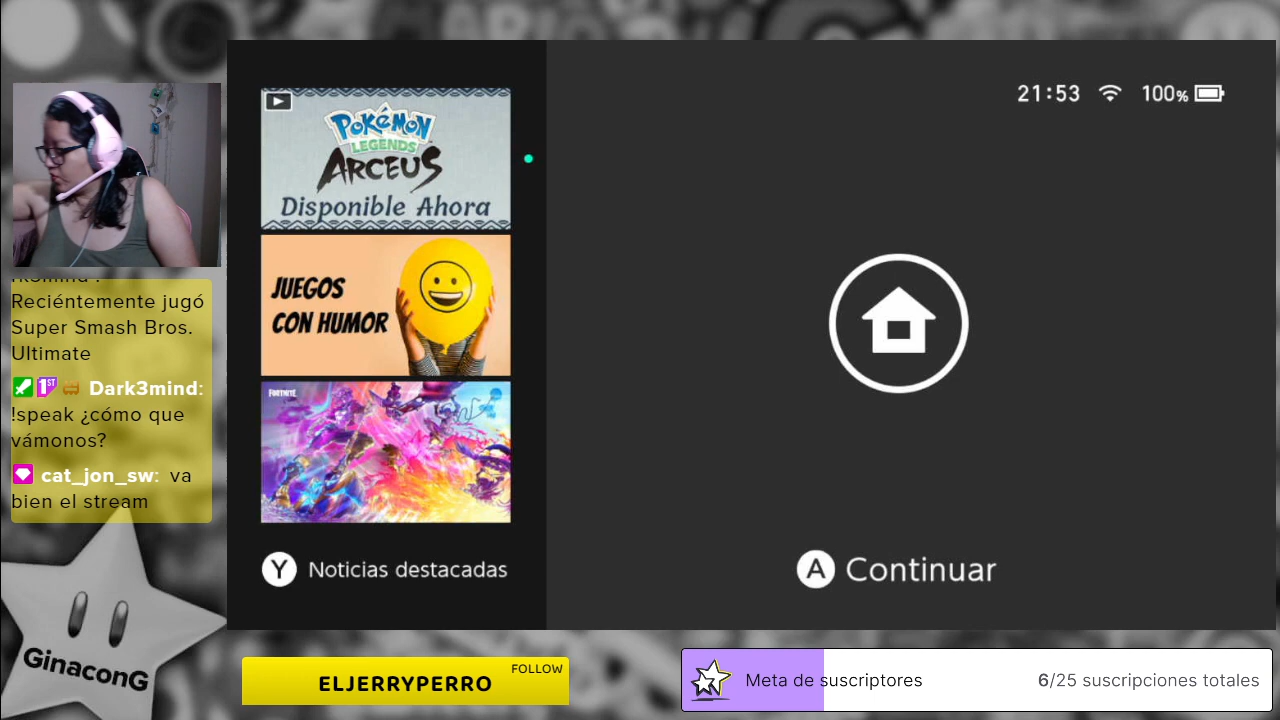 21:53
100%
POKÉMON
LEGENDS
ARCEUS
Disponible Ahora
JUEGOS
CON HUMOR
FORTNITE
Y Noticias destacadas
A Continuar
Reciéntemente jugó
Super Smash Bros.
Ultimate
1ST Dark3mind:
!speak ¿cómo que
vámonos?
cat_jon_sw: va
bien el stream
GinaconG
FOLLOW
ELJERRYPERRO
Meta de suscriptores
6/25 suscripciones totales